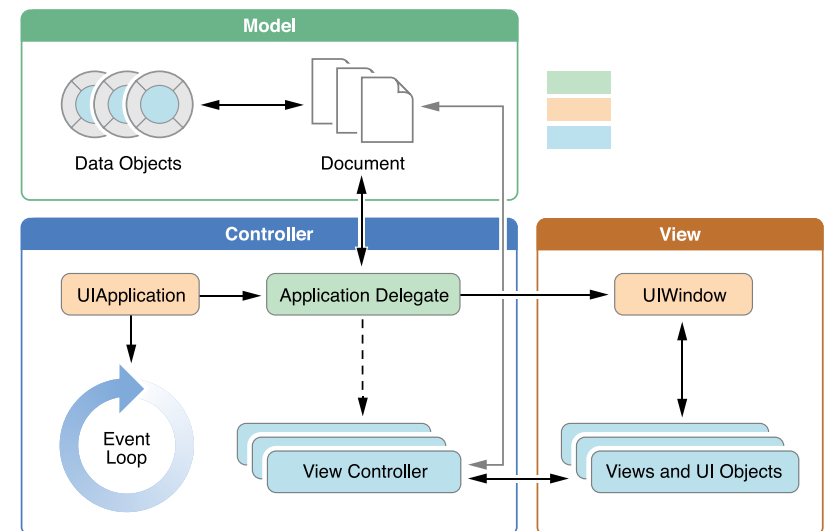 Model
Data Objects
Document
Controller
View
UIApplication
Application Delegate
UIWindow
Event
Loop
View Controller
Views and UI Objects